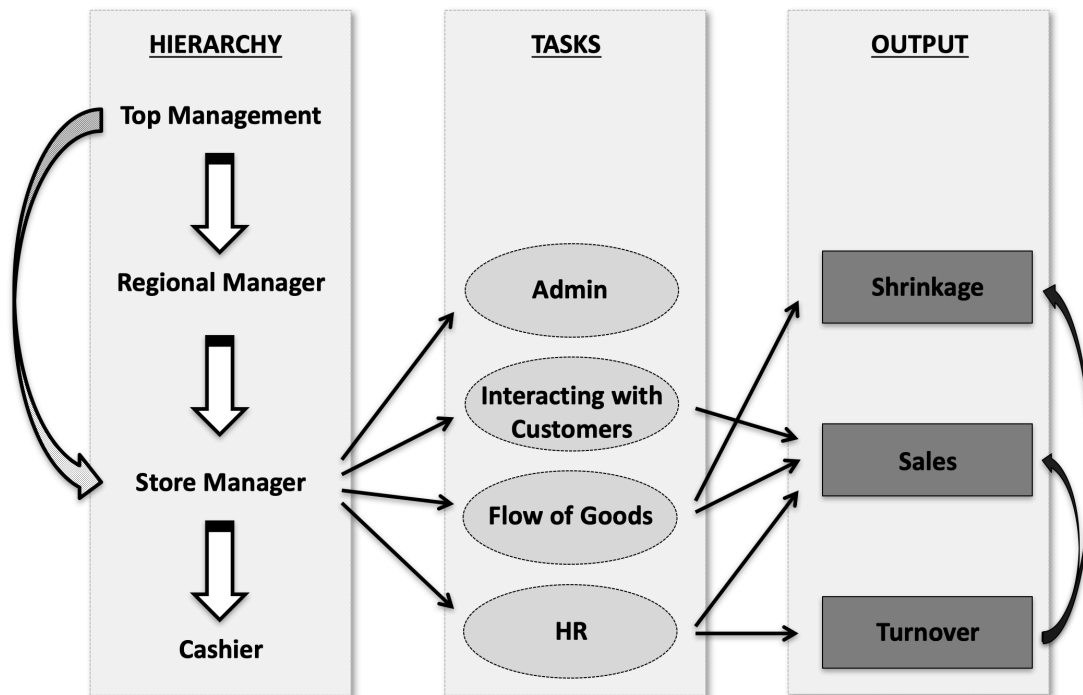 HIERARCHY
Top Management
Regional Manager
Store Manager
Cashier
TASKS
Admin
Interacting with
Customers
Flow of Goods
HR
OUTPUT
Shrinkage
Sales
Turnover